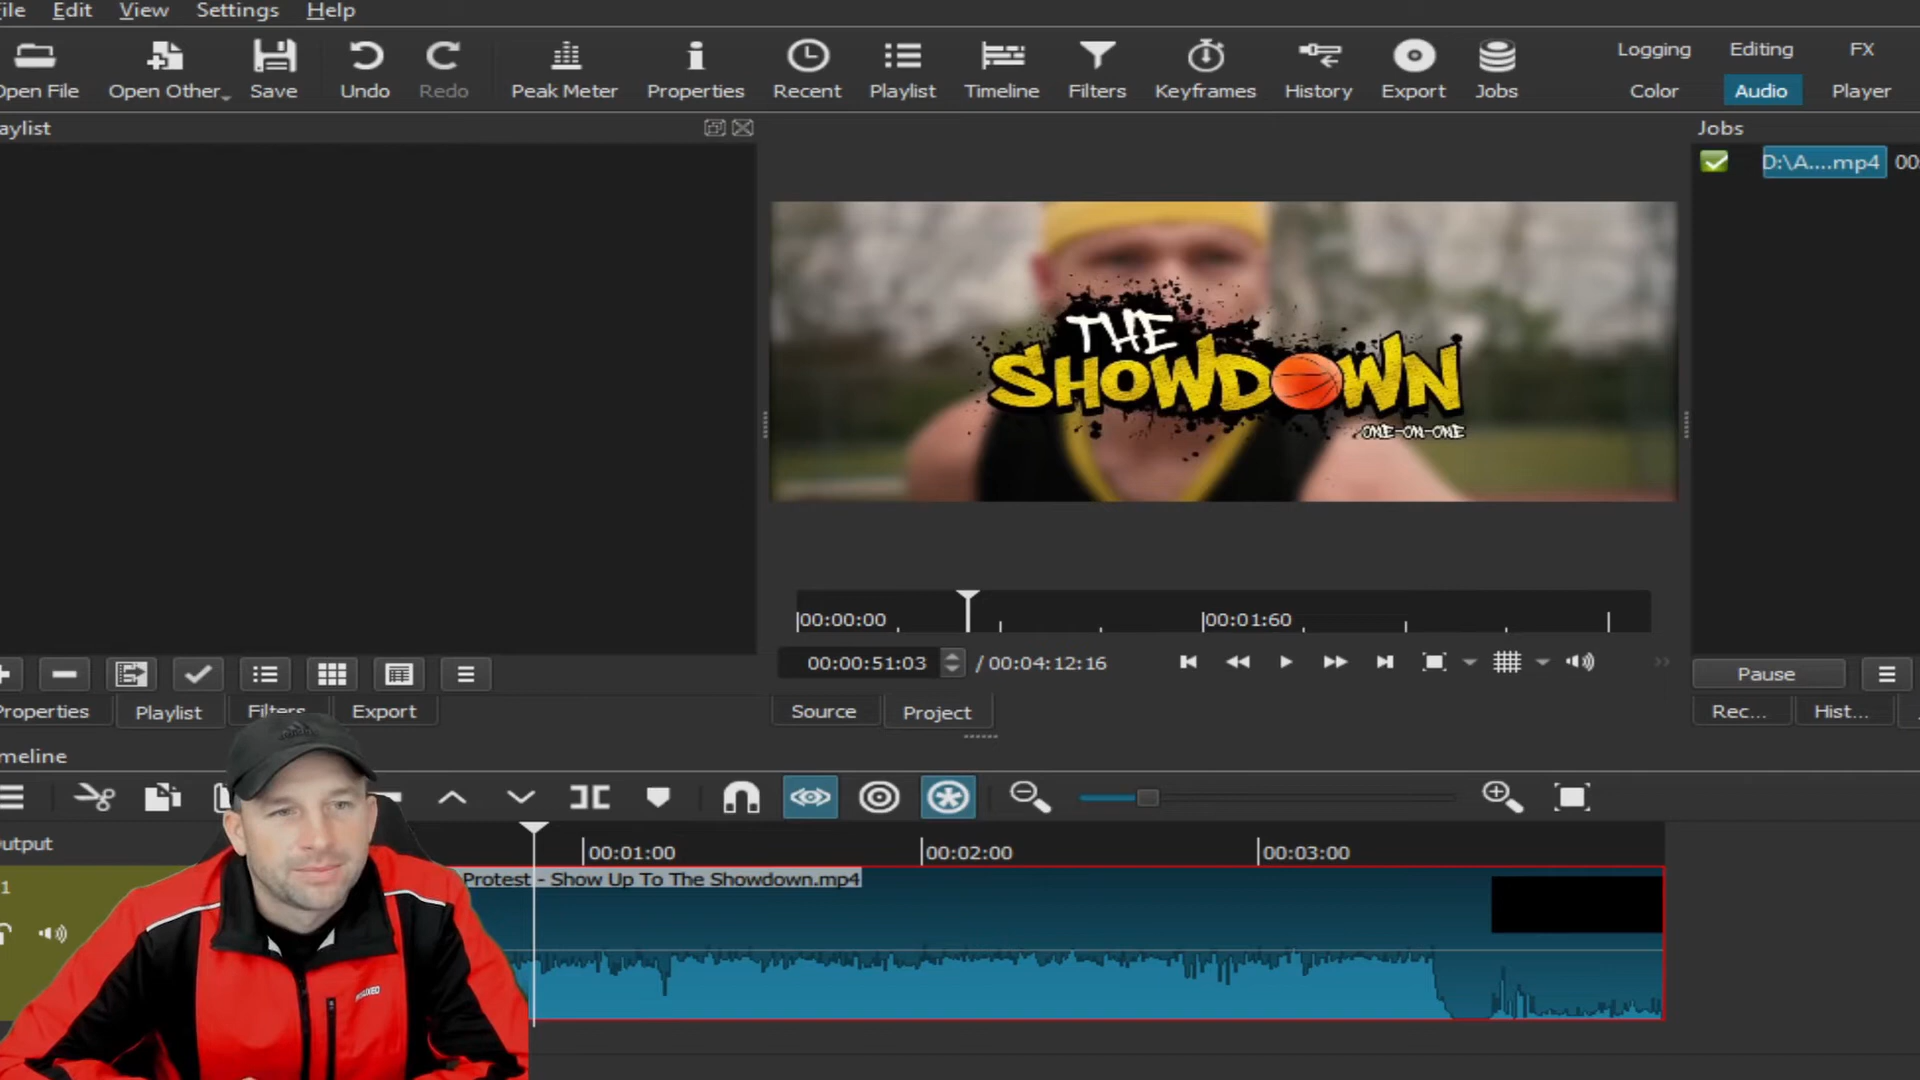 ile Edit View Settings Help
Open File Open Other Save Undo Redo Peak Meter Properties Recent Playlist Timeline Filters Keyframes History Export Jobs
Logging Editing FX
Color Audio Player
aylist
Jobs
D:\A....mp4 00:
THE
SHOWDOWN
ONE-ON-ONE
00:00:00 00:01:60
00:00:51:03 / 00:04:12:16
Pause
Properties Playlist Filters Export
Source Project
Rec... Hist...
meline
Output
00:01:00 00:02:00 00:03:00
1
Protest - Show Up To The Showdown.mp4